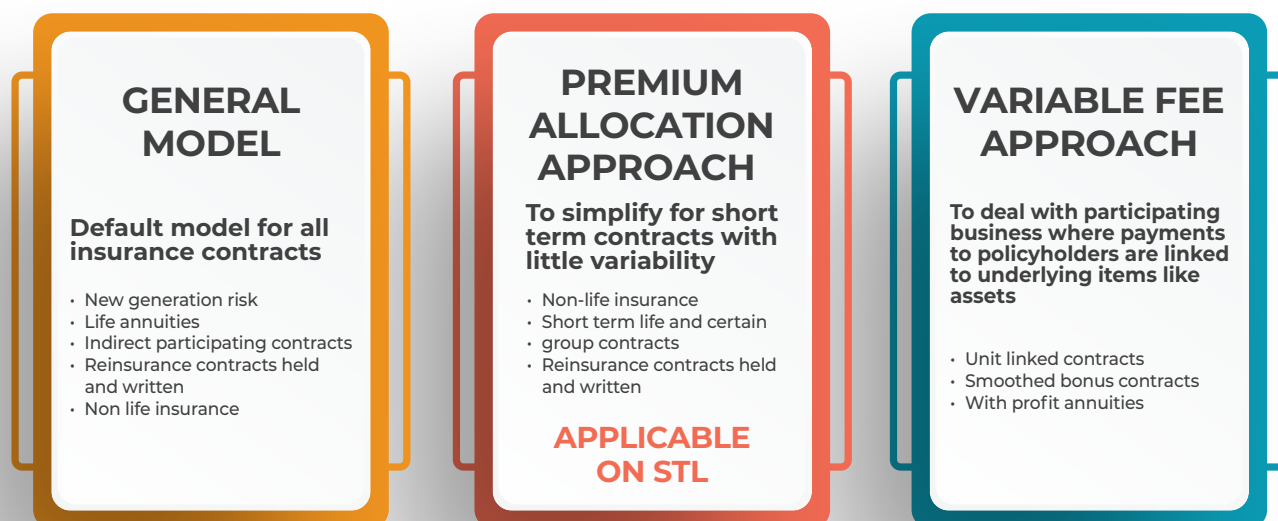 GENERAL
MODEL
Default model for all
insurance contracts
• New generation risk
• Life annuities
• Indirect participating contracts
• Reinsurance contracts held
and written
• Non life insurance
PREMIUM
ALLOCATION
APPROACH
To simplify for short
term contracts with
little variability
• Non-life insurance
• Short term life and certain
• group contracts
• Reinsurance contracts held
and written
APPLICABLE
ON STL
VARIABLE FEE
APPROACH
To deal with participating
business where payments
to policyholders are linked
to underlying items like
assets
• Unit linked contracts
• Smoothed bonus contracts
• With profit annuities